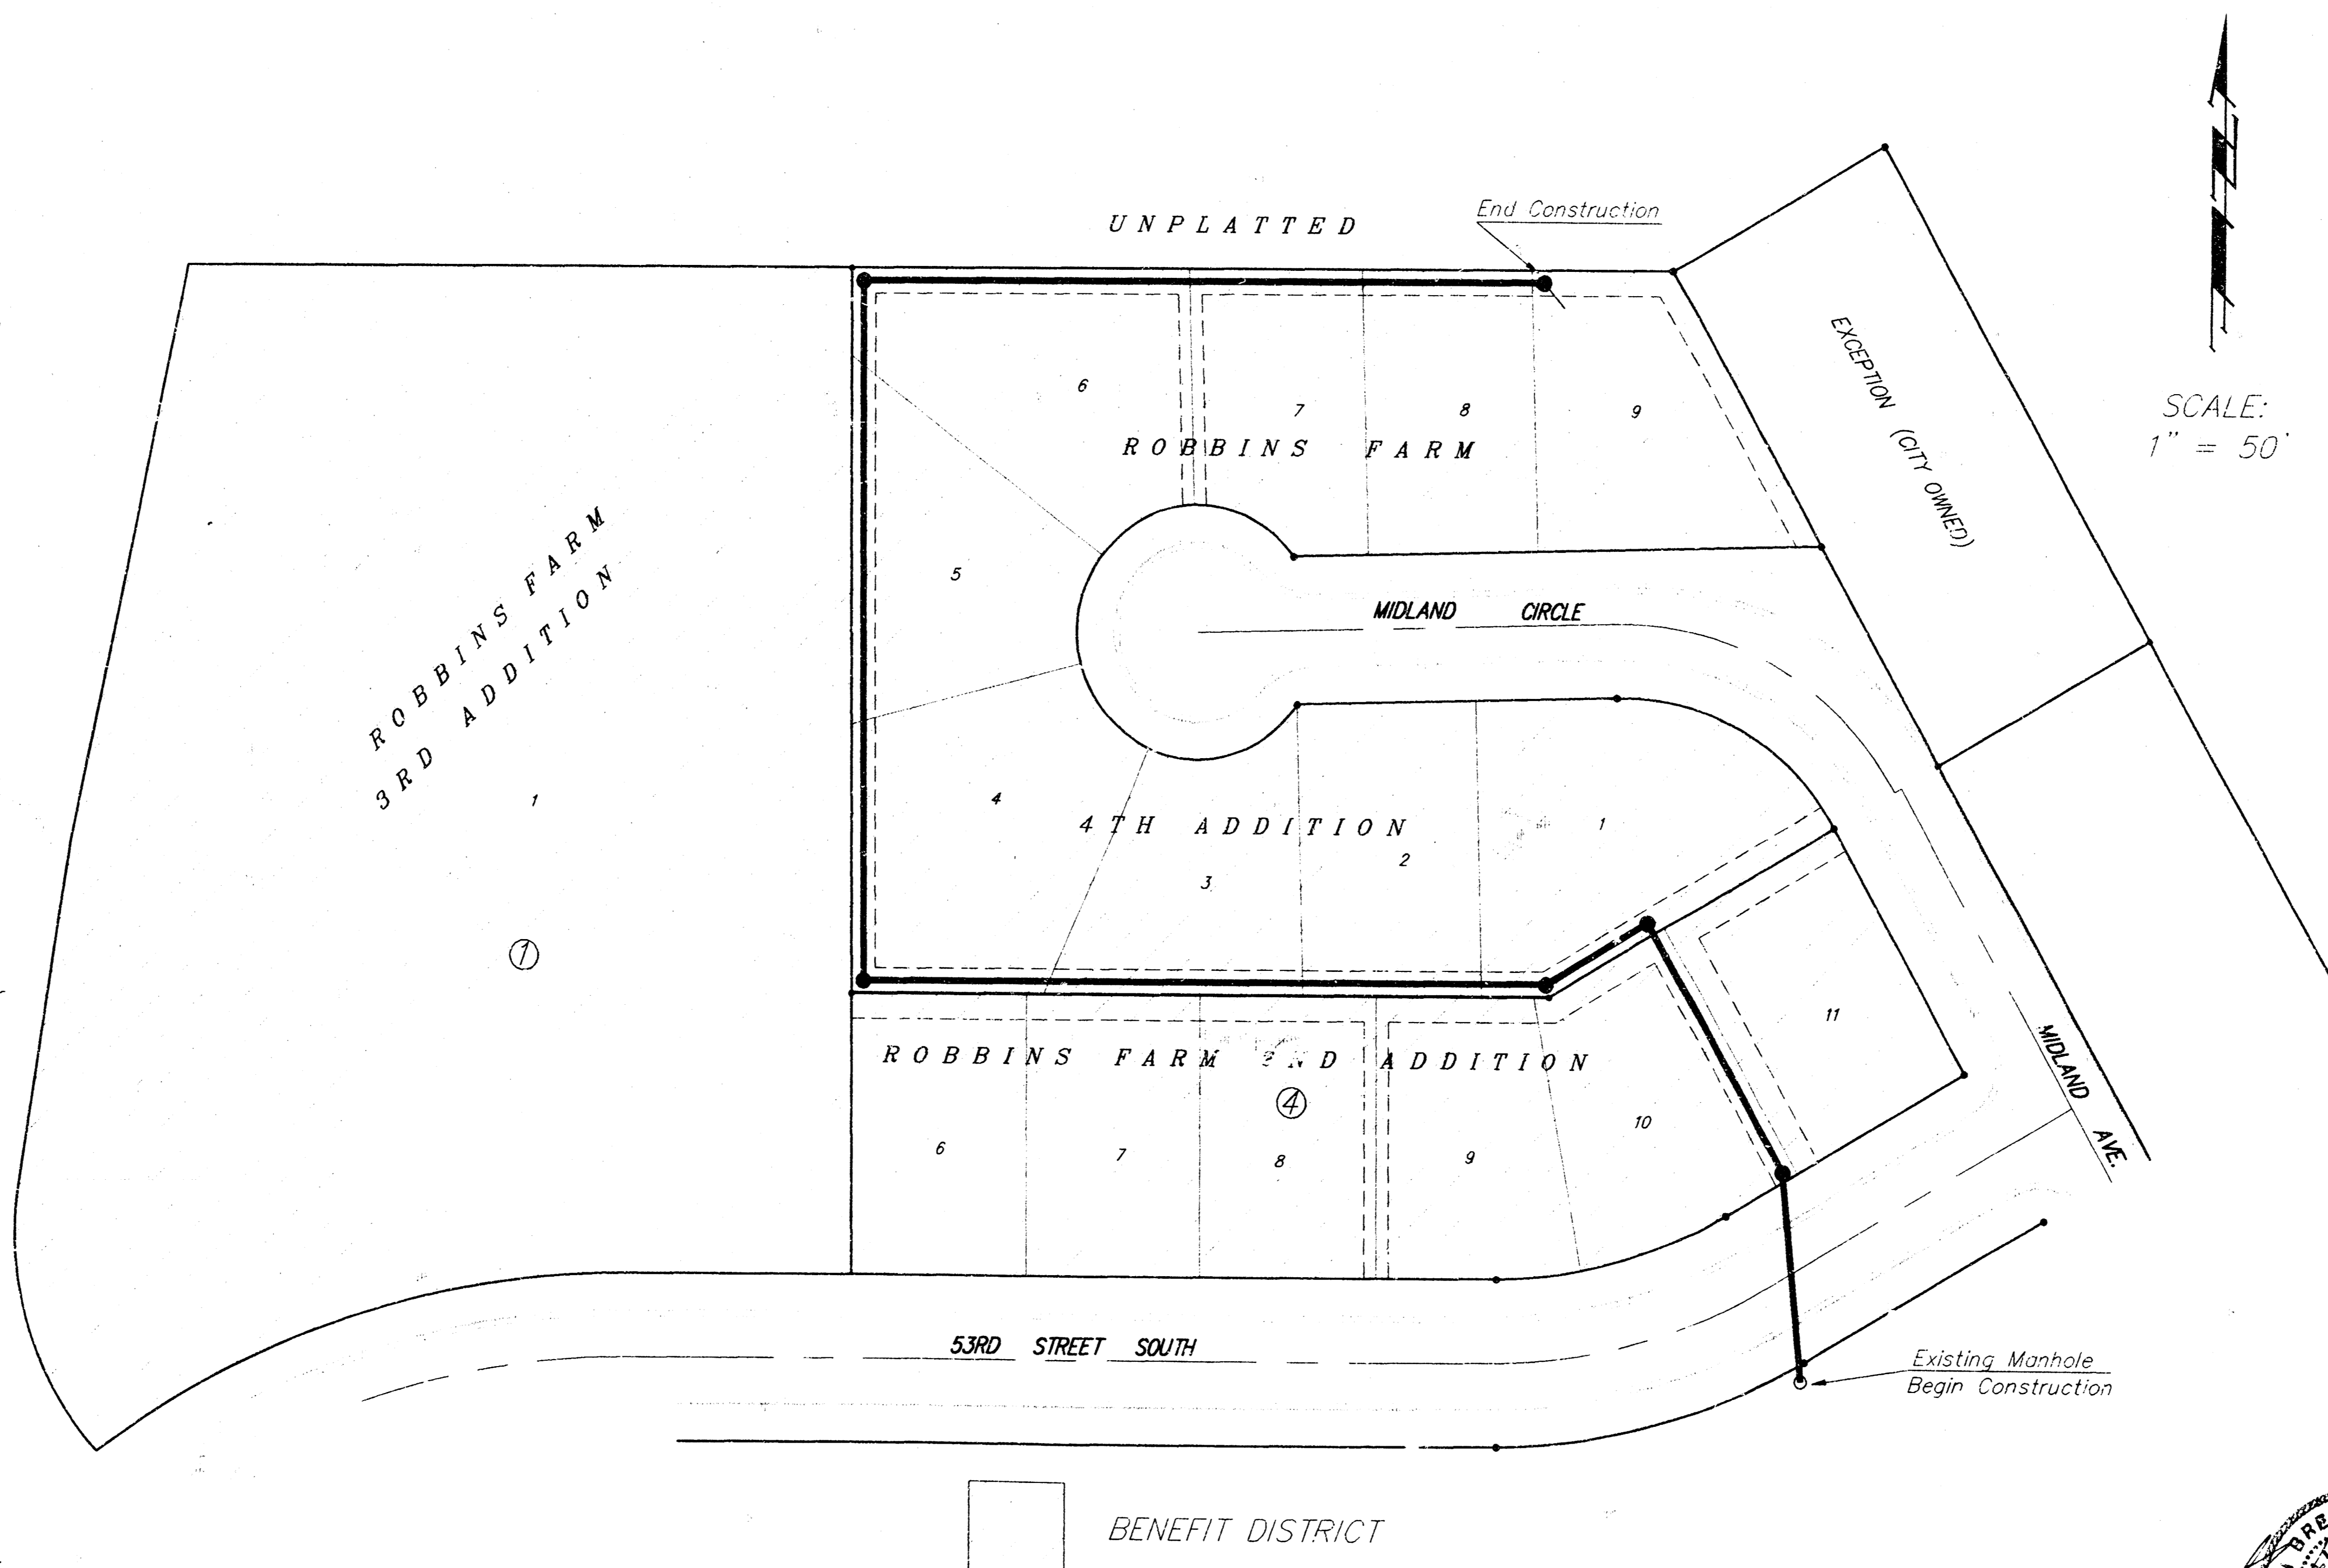 UNPLATTED
End Construction
SCALE:
1" = 50'
EXCEPTION (CITY OWNED)
6
7
8
9
ROBBINS FARM
5
MIDLAND CIRCLE
ROBBINS FARM
3RD ADDITION
1
1
4
4TH ADDITION
1
2
3
11
ROBBINS FARM 2ND ADDITION
4
10
6
7
8
9
MIDLAND AVE.
53RD STREET SOUTH
Existing Manhole
Begin Construction
BENEFIT DISTRICT